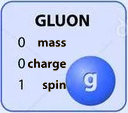 GLUON
0 mass
0 charge
1 spin
g